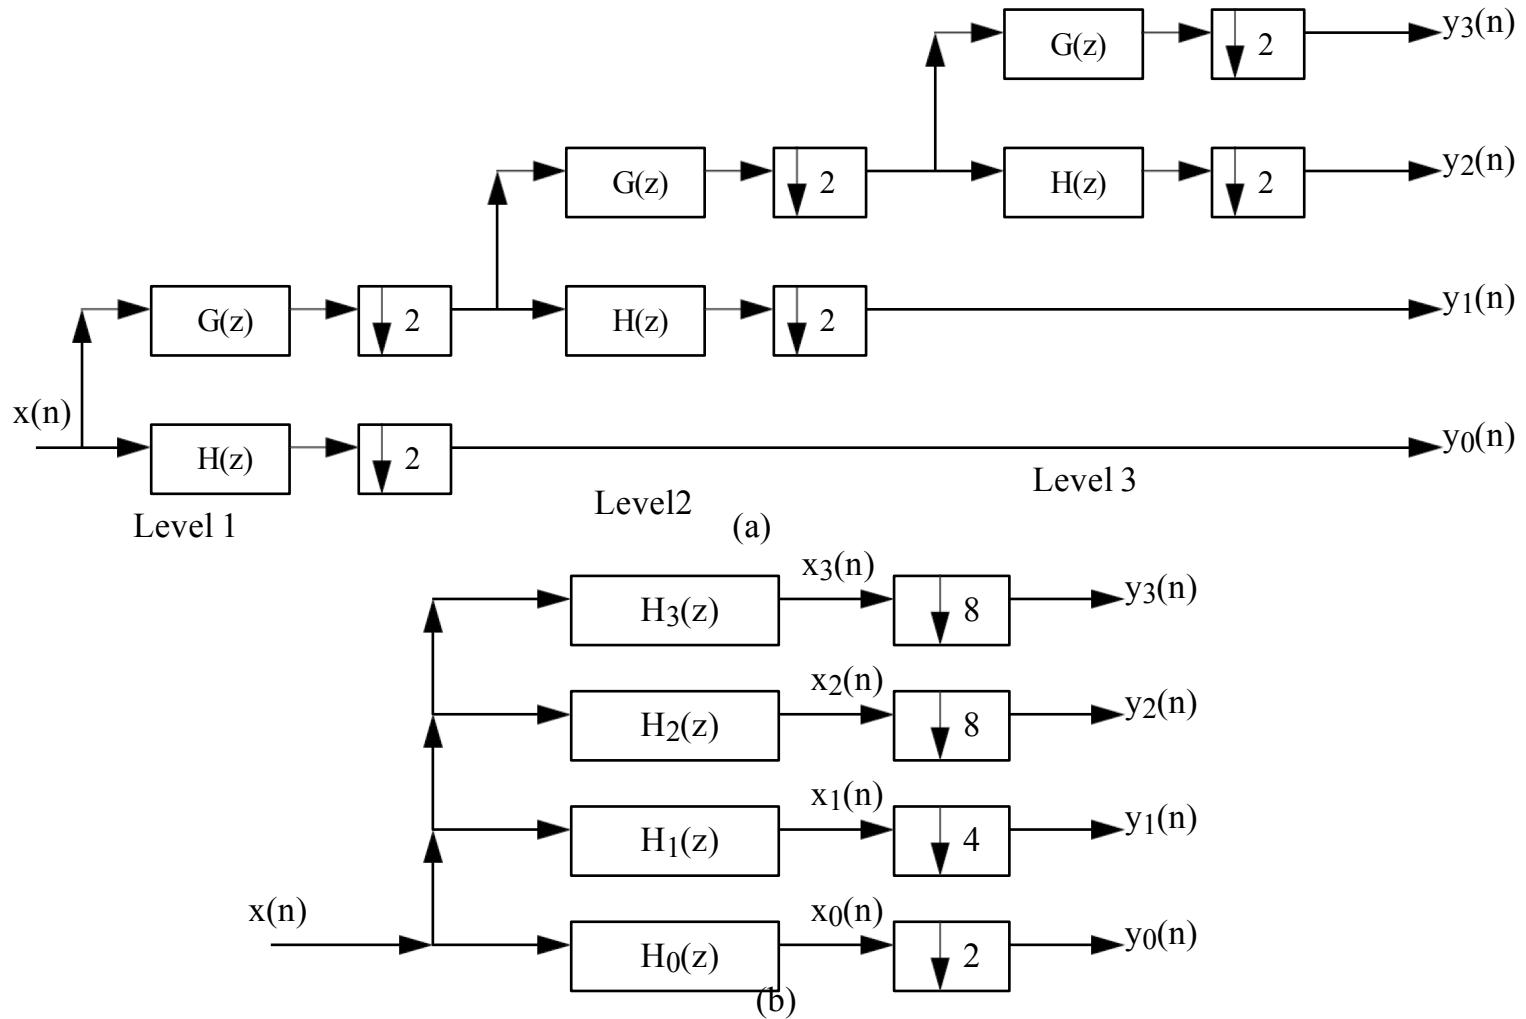 G(z) 2 y3(n)
G(z) 2 H(z) 2 y2(n)
G(z) 2 H(z) 2 y1(n)
x(n) H(z) 2 y0(n)
Level 1 Level2 Level 3
(a)
x3(n)
H3(z) 8 y3(n)
x2(n)
H2(z) 8 y2(n)
x1(n)
H1(z) 4 y1(n)
x(n) x0(n)
H0(z) 2 y0(n)
(b)